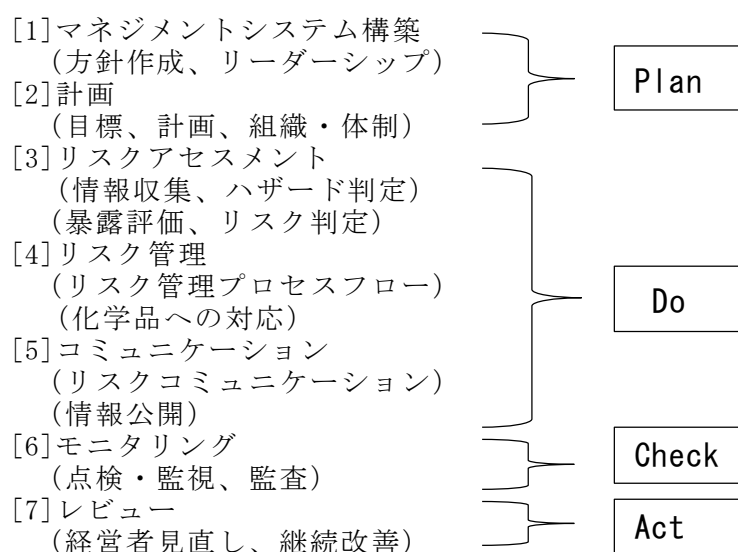 [1]マネジメントシステム構築
(方針作成、リーダーシップ)
[2]計画
(目標、計画、組織・体制)
Plan
[3]リスクアセスメント
(情報収集、ハザード判定)
(暴露評価、リスク判定)
[4]リスク管理
(リスク管理プロセスフロー)
(化学品への対応)
[5]コミュニケーション
(リスクコミュニケーション)
(情報公開)
Do
[6]モニタリング
(点検・監視、監査)
Check
[7]レビュー
(経営者見直し、継続改善)
Act